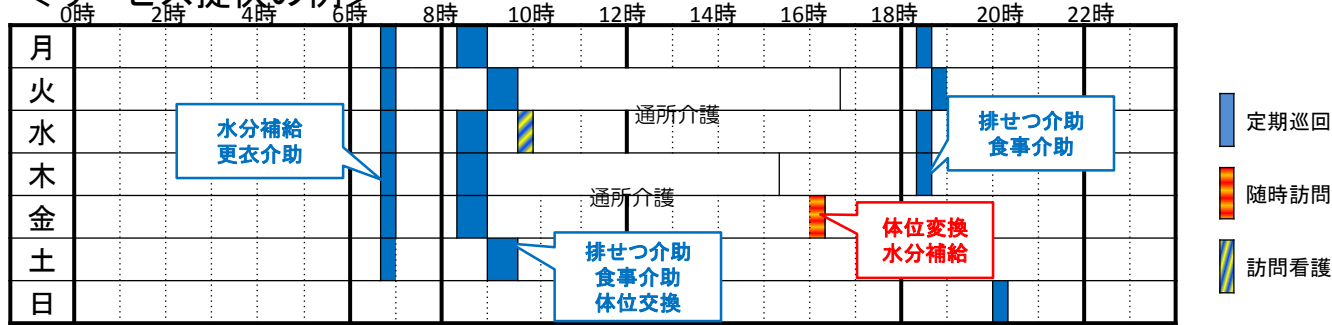 0時 2時 4時 6時 8時 10時 12時 14時 16時 18時 20時 22時
月
火
通所介護
水
木
通所介護
金
土
日
水分補給
更衣介助
排せつ介助
食事介助
体位変換
水分補給
排せつ介助
食事介助
体位交換
定期巡回
随時訪問
訪問看護